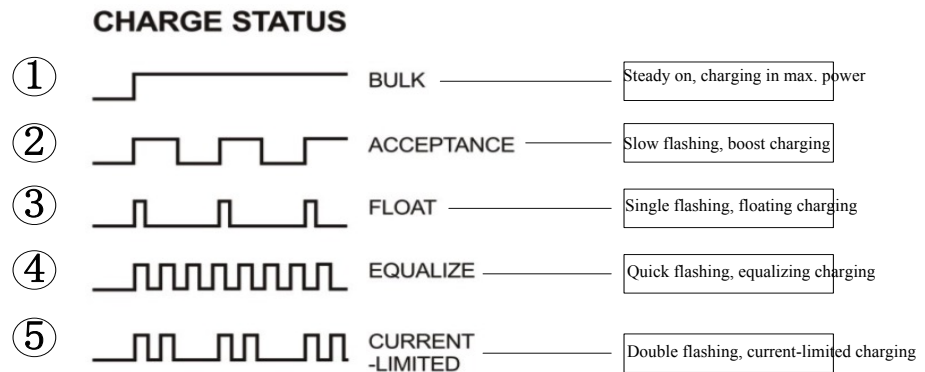 CHARGE STATUS
① BULK Steady on, charging in max. power
② ACCEPTANCE Slow flashing, boost charging
③ FLOAT Single flashing, floating charging
④ EQUALIZE Quick flashing, equalizing charging
⑤ CURRENT
-LIMITED Double flashing, current-limited charging